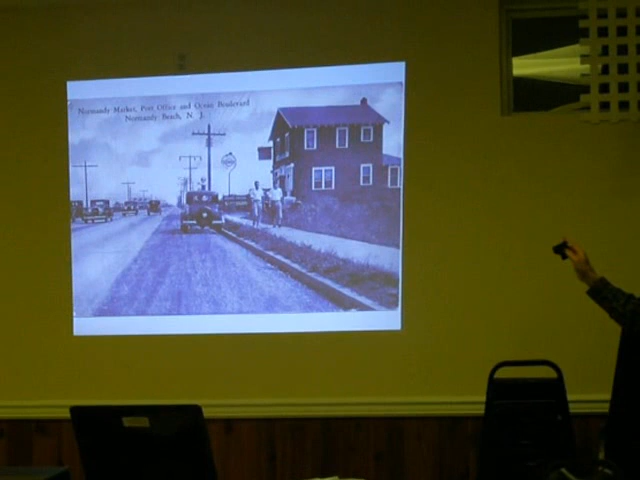 Normandy Market, Post Office and Ocean Boulevard
Normandy Beach, N. J.